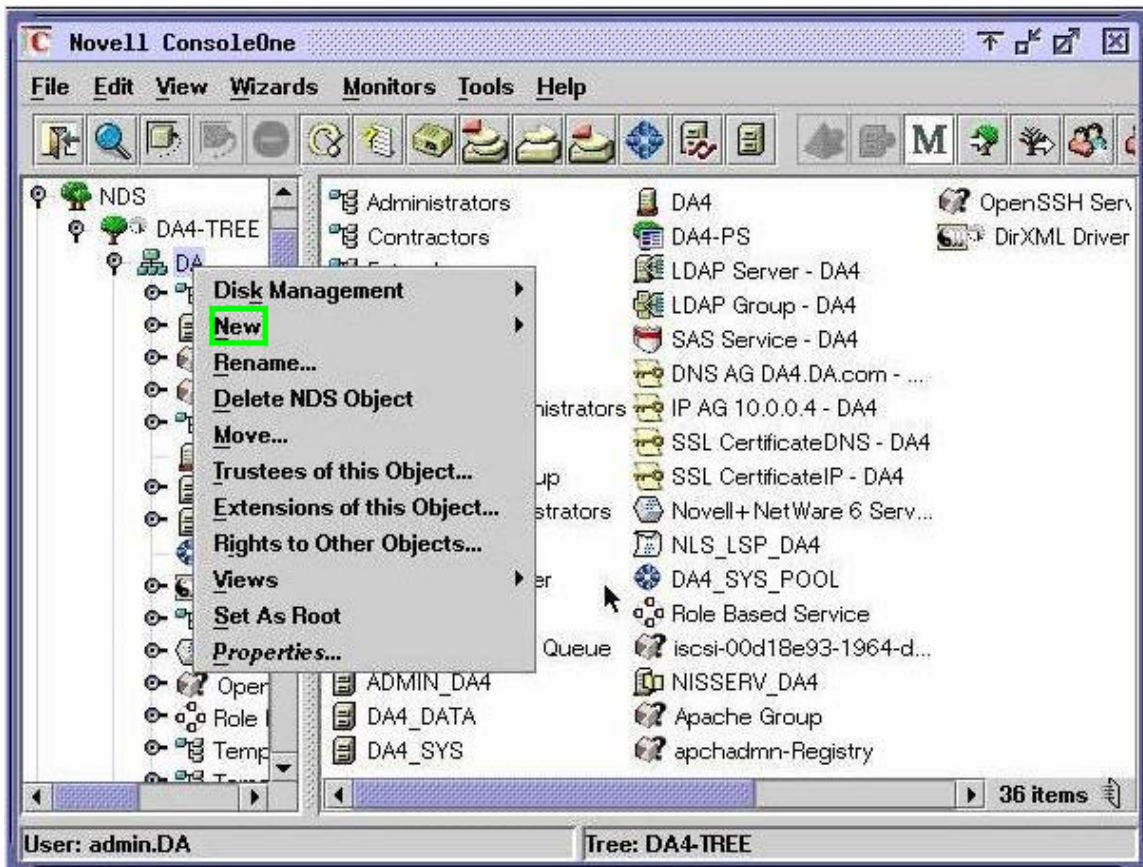 Novell ConsoleOne
File Edit View Wizards Monitors Tools Help
M
NDS
DA4-TREE
DA
Oper
Role
Temp
Disk Management
New
Rename...
Delete NDS Object
Move...
Trustees of this Object...
Extensions of this Object...
Rights to Other Objects...
Views
Set As Root
Properties...
Administrators
Contractors
Queue
ADMIN_DA4
DA4_DATA
DA4_SYS
DA4
DA4-PS
LDAP Server - DA4
LDAP Group - DA4
SAS Service - DA4
DNS AG DA4.DA.com - ...
IP AG 10.0.0.4 - DA4
SSL CertificateDNS - DA4
SSL CertificateIP - DA4
Novell+NetWare 6 Serv...
NLS_LSP_DA4
DA4_SYS_POOL
Role Based Service
iscsi-00d18e93-1964-d...
NISSERV_DA4
Apache Group
apchadmn-Registry
OpenSSH Serv
DirXML Driver
36 items
User: admin.DA
Tree: DA4-TREE